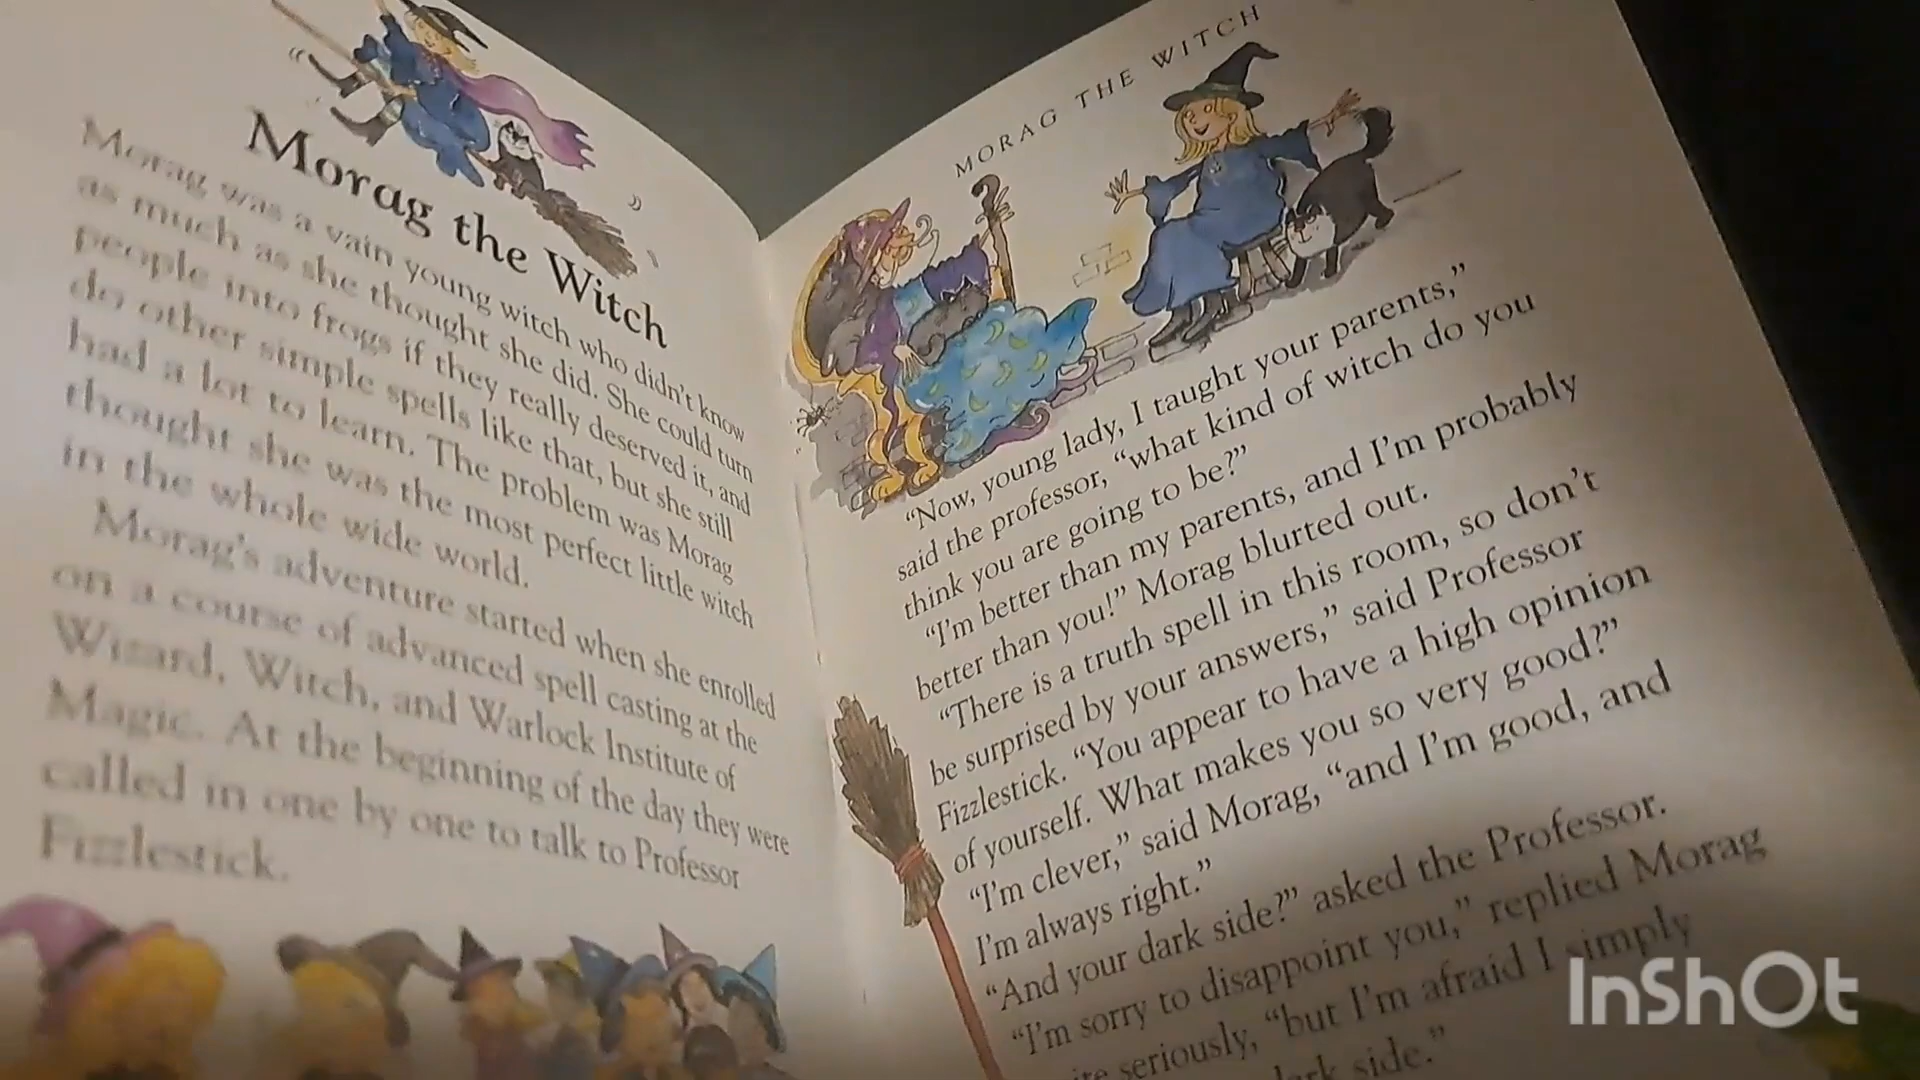 Morag the Witch
Morag was a vain young witch who didn't know
as much as she thought she did. She could turn
people into frogs if they really deserved it, and
do other simple spells like that, but she still
had a lot to learn. The problem was Morag
thought she was the most perfect little witch
in the whole wide world.
Morag's adventure started when she enrolled
on a course of advanced spell casting at the
Wizard, Witch, and Warlock Institute of
Magic. At the beginning of the day they were
called in one by one to talk to Professor
Fizzlestick.
MORAG THE WITCH
“Now, young lady, I taught your parents,”
said the professor, “what kind of witch do you
think you are going to be?”
“I'm better than my parents, and I'm probably
better than you!” Morag blurted out.
“There is a truth spell in this room, so don't
be surprised by your answers,” said Professor
Fizzlestick. “You appear to have a high opinion
of yourself. What makes you so very good?”
“I'm clever,” said Morag, “and I'm good, and
I'm always right.”
“And your dark side?” asked the Professor.
“I'm sorry to disappoint you,” replied Morag
seriously, “but I'm afraid I simply
side.”
InShOt